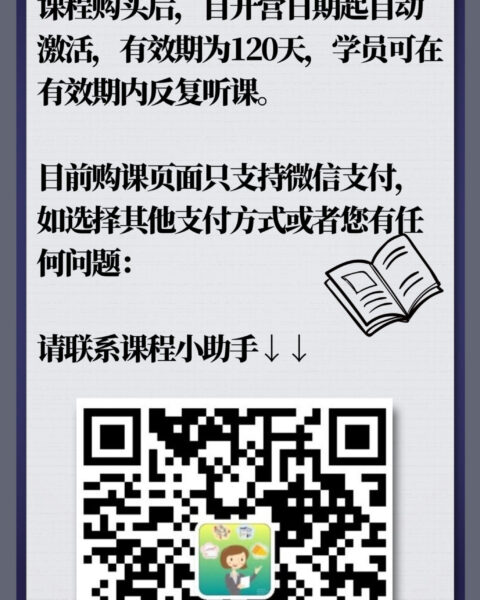 课程购买后，自开营日期起自动
激活，有效期为120天，学员可在
有效期内反复听课。
目前购课页面只支持微信支付，
如选择其他支付方式或者您有任
何问题：
请联系课程小助手↓↓